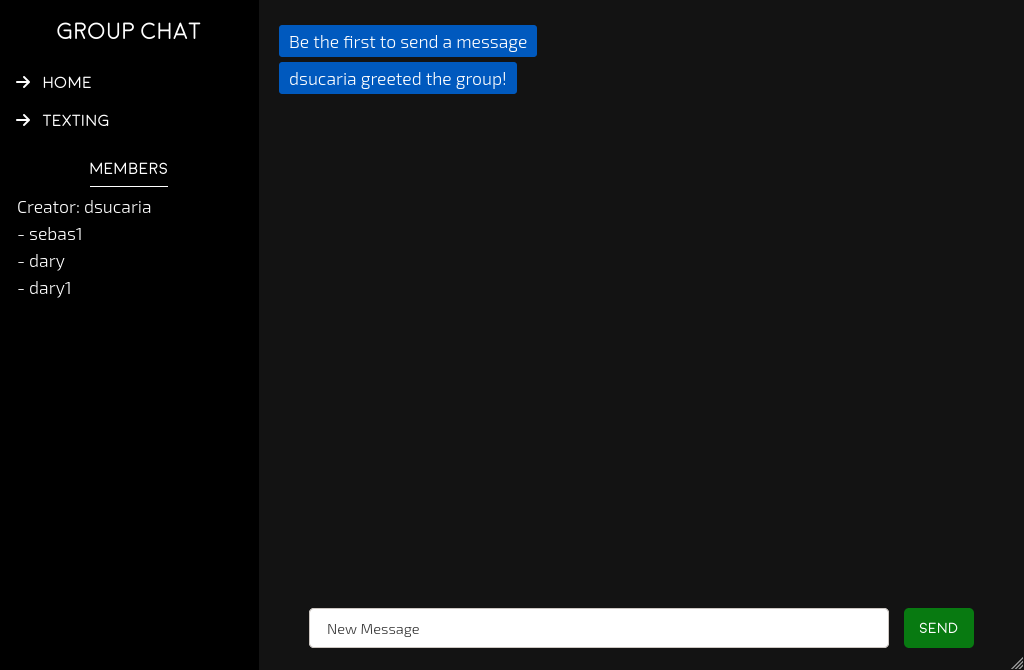 GROUP CHAT
HOME
TEXTING
MEMBERS
Creator: dsucaria
- sebas1
- dary
- dary1
Be the first to send a message
dsucaria greeted the group!
New Message
SEND